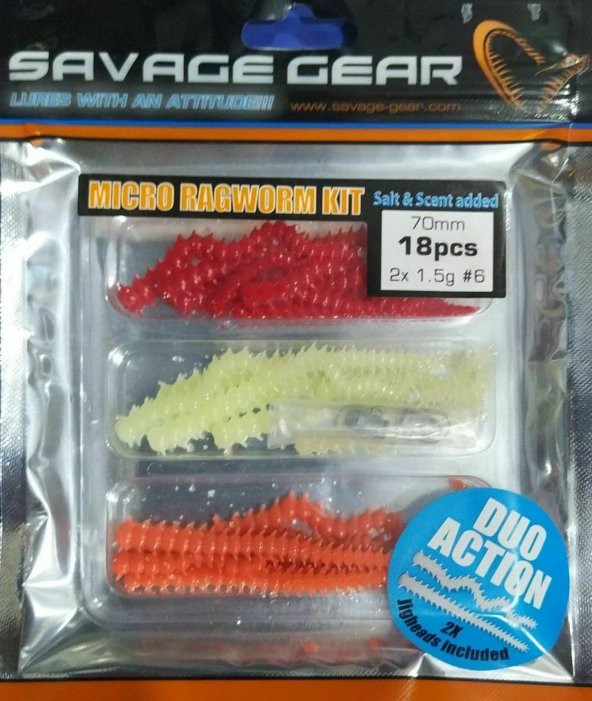 SAVAGE GEAR
LURES WITH AN ATTITUDE!!!
www.savage-gear.com
MICRO RAGWORM KIT
Salt & Scent added
70mm
18pcs
2x 1.5g #6
DUO
ACTION
2X
Jigheads included